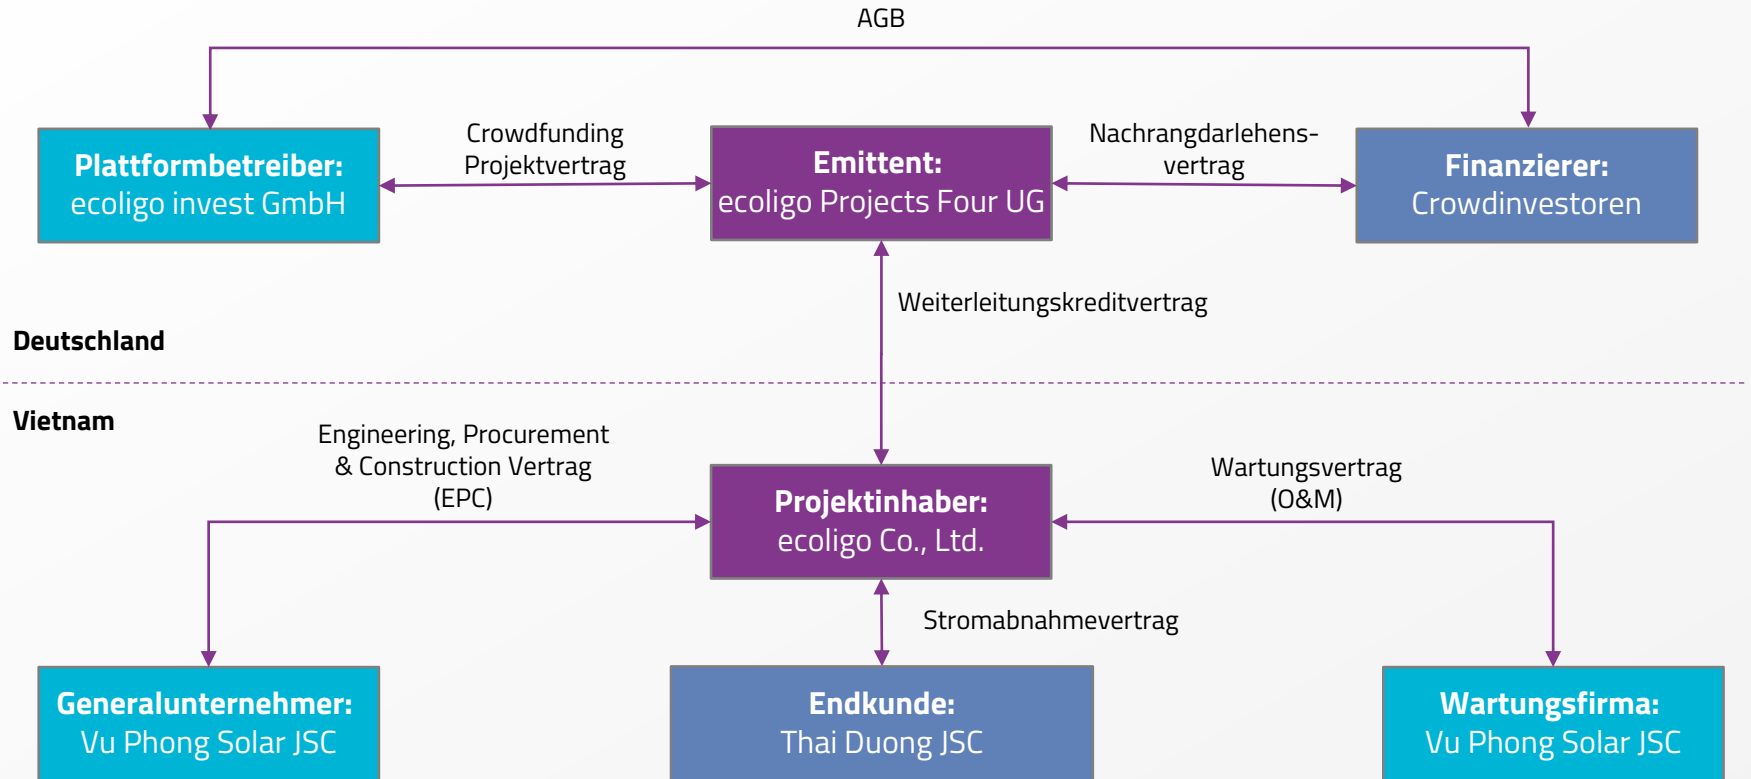 AGB
Crowdfunding
Projektvertrag
Nachrangdarlehens-
vertrag
Plattformbetreiber:
ecoligo invest GmbH
Emittent:
ecoligo Projects Four UG
Finanzierer:
Crowdinvestoren
Weiterleitungskreditvertrag
Deutschland
Vietnam
Engineering, Procurement
& Construction Vertrag
(EPC)
Wartungsvertrag
(O&M)
Projektinhaber:
ecoligo Co., Ltd.
Stromabnahmevertrag
Generalunternehmer:
Vu Phong Solar JSC
Endkunde:
Thai Duong JSC
Wartungsfirma:
Vu Phong Solar JSC